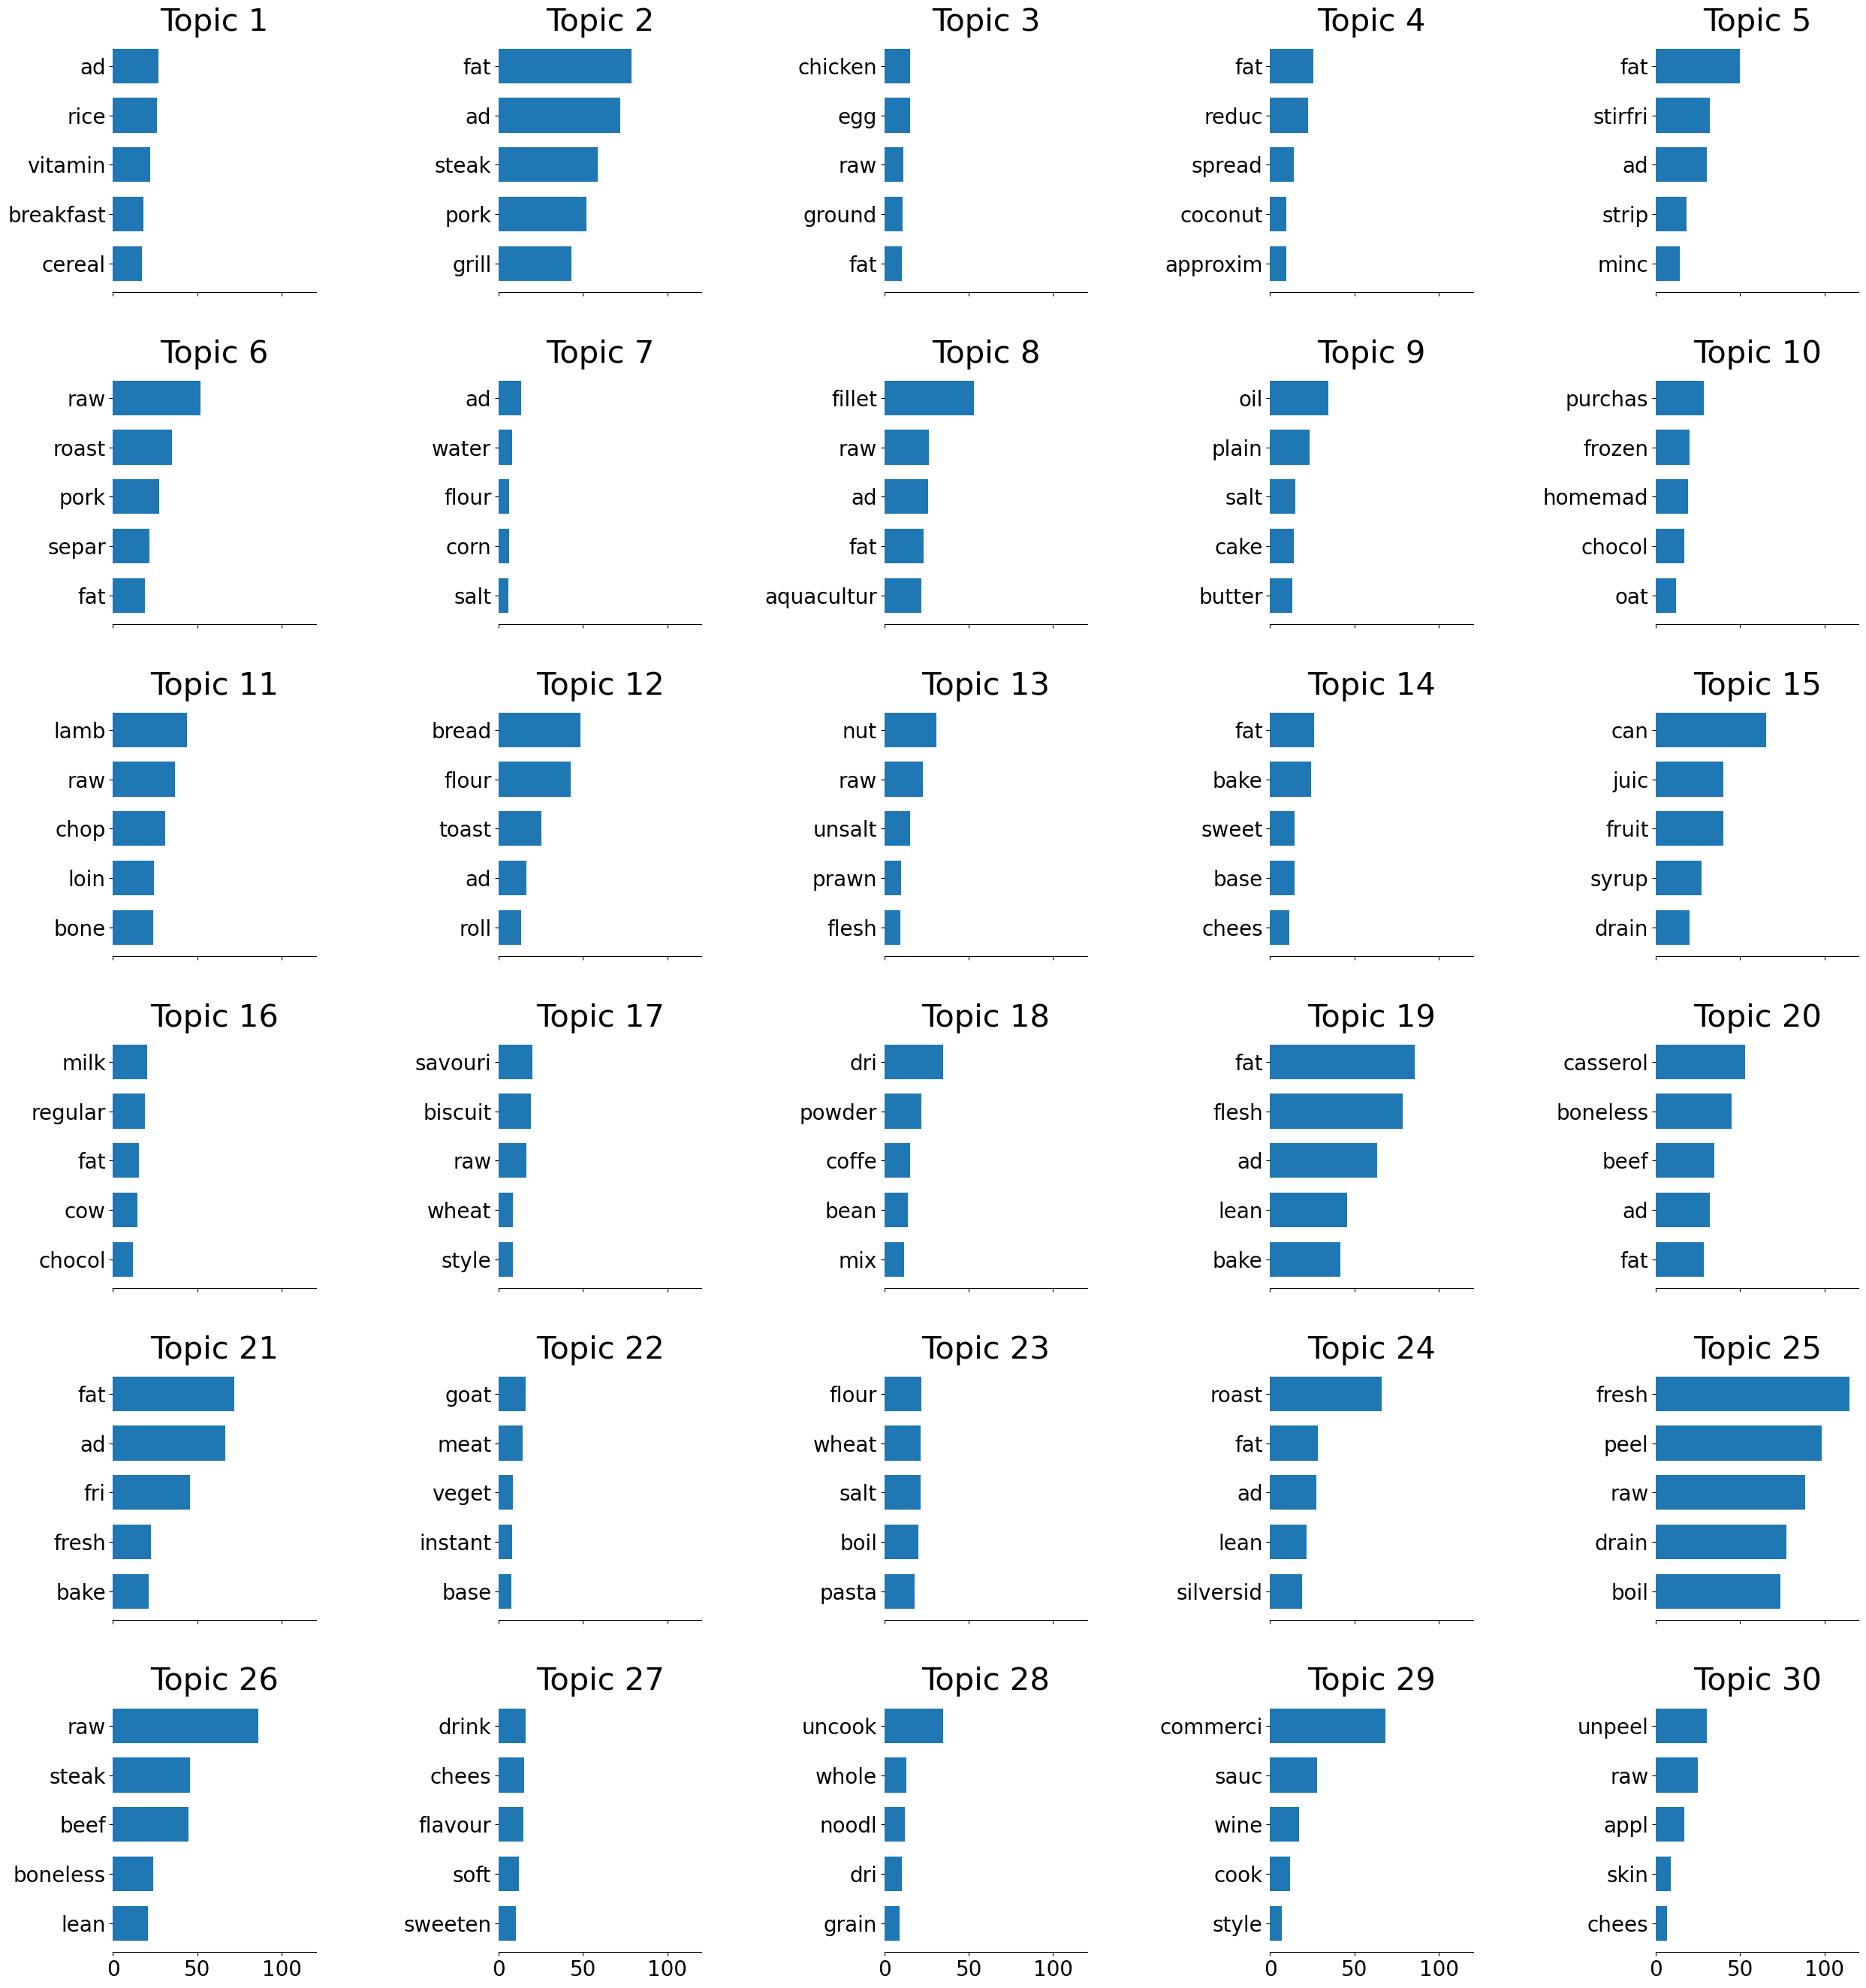 Topic 1
ad
rice
vitamin
breakfast
cereal
Topic 2
fat
ad
steak
pork
grill
Topic 3
chicken
egg
raw
ground
fat
Topic 4
fat
reduc
spread
coconut
approxim
Topic 5
fat
stirfri
ad
strip
minc
Topic 6
raw
roast
pork
separ
fat
Topic 7
ad
water
flour
corn
salt
Topic 8
fillet
raw
ad
fat
aquacultur
Topic 9
oil
plain
salt
cake
butter
Topic 10
purchas
frozen
homemad
chocol
oat
Topic 11
lamb
raw
chop
loin
bone
Topic 12
bread
flour
toast
ad
roll
Topic 13
nut
raw
unsalt
prawn
flesh
Topic 14
fat
bake
sweet
base
chees
Topic 15
can
juic
fruit
syrup
drain
Topic 16
milk
regular
fat
cow
chocol
Topic 17
savouri
biscuit
raw
wheat
style
Topic 18
dri
powder
coffe
bean
mix
Topic 19
fat
flesh
ad
lean
bake
Topic 20
casserol
boneless
beef
ad
fat
Topic 21
fat
ad
fri
fresh
bake
Topic 22
goat
meat
veget
instant
base
Topic 23
flour
wheat
salt
boil
pasta
Topic 24
roast
fat
ad
lean
silversid
Topic 25
fresh
peel
raw
drain
boil
Topic 26
raw
steak
beef
boneless
lean
0 50 100
Topic 27
drink
chees
flavour
soft
sweeten
0 50 100
Topic 28
uncook
whole
noodl
dri
grain
0 50 100
Topic 29
commerci
sauc
wine
cook
style
0 50 100
Topic 30
unpeel
raw
appl
skin
chees
0 50 100